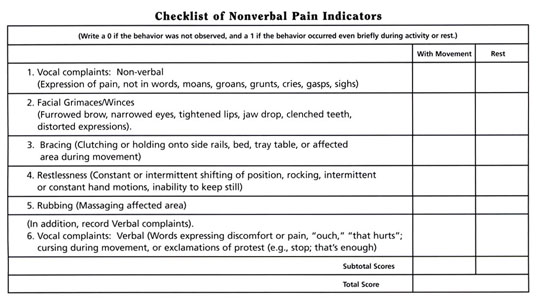 Checklist of Nonverbal Pain Indicators
(Write a 0 if the behavior was not observed, and a 1 if the behavior occurred even briefly during activity or rest.)
With Movement Rest
1. Vocal complaints: Non-verbal
(Expression of pain, not in words, moans, groans, grunts, cries, gasps, sighs)
2. Facial Grimaces/Winces
(Furrowed brow, narrowed eyes, tightened lips, jaw drop, clenched teeth,
distorted expressions).
3. Bracing (Clutching or holding onto side rails, bed, tray table, or affected
area during movement)
4. Restlessness (Constant or intermittent shifting of position, rocking, intermittent
or constant hand motions, inability to keep still)
5. Rubbing (Massaging affected area)
(In addition, record Verbal complaints).
6. Vocal complaints: Verbal (Words expressing discomfort or pain, "ouch," "that hurts";
cursing during movement, or exclamations of protest (e.g., stop; that's enough)
Subtotal Scores
Total Score